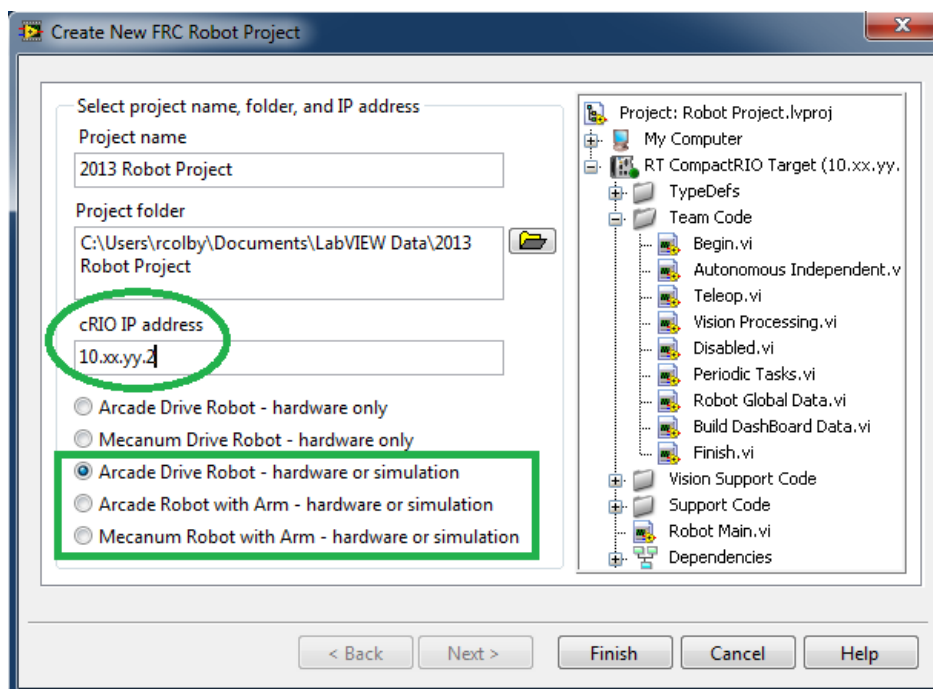 Create New FRC Robot Project
Select project name, folder, and IP address
Project name
2013 Robot Project
Project folder
C:\Users\rcolby\Documents\LabVIEW Data\2013
Robot Project
cRIO IP address
10.xx.yy.2
Arcade Drive Robot - hardware only
Mecanum Drive Robot - hardware only
Arcade Drive Robot - hardware or simulation
Arcade Robot with Arm - hardware or simulation
Mecanum Robot with Arm - hardware or simulation
Project: Robot Project.lvproj
My Computer
RT CompactRIO Target (10.xx.yy.
TypeDefs
Team Code
Begin.vi
Autonomous Independent.v
Teleop.vi
Vision Processing.vi
Disabled.vi
Periodic Tasks.vi
Robot Global Data.vi
Build DashBoard Data.vi
Finish.vi
Vision Support Code
Support Code
Robot Main.vi
Dependencies
< Back
Next >
Finish
Cancel
Help